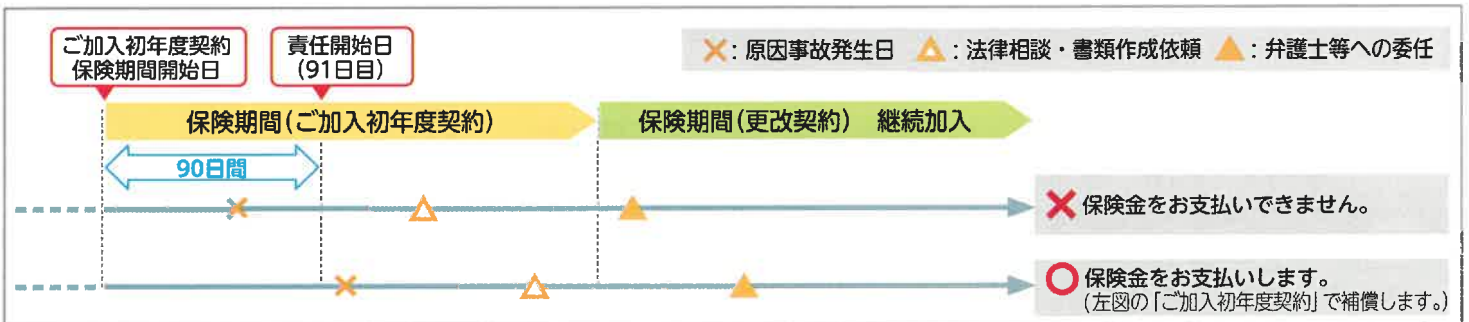 ご加入初年度契約
保険期間開始日
責任開始日
(91日目)
×：原因事故発生日 △：法律相談・書類作成依頼 ▲：弁護士等への委任
保険期間(ご加入初年度契約)
保険期間(更改契約) 継続加入
90日間
×保険金をお支払いできません。
○保険金をお支払いします。
(左図の「ご加入初年度契約」で補償します。)